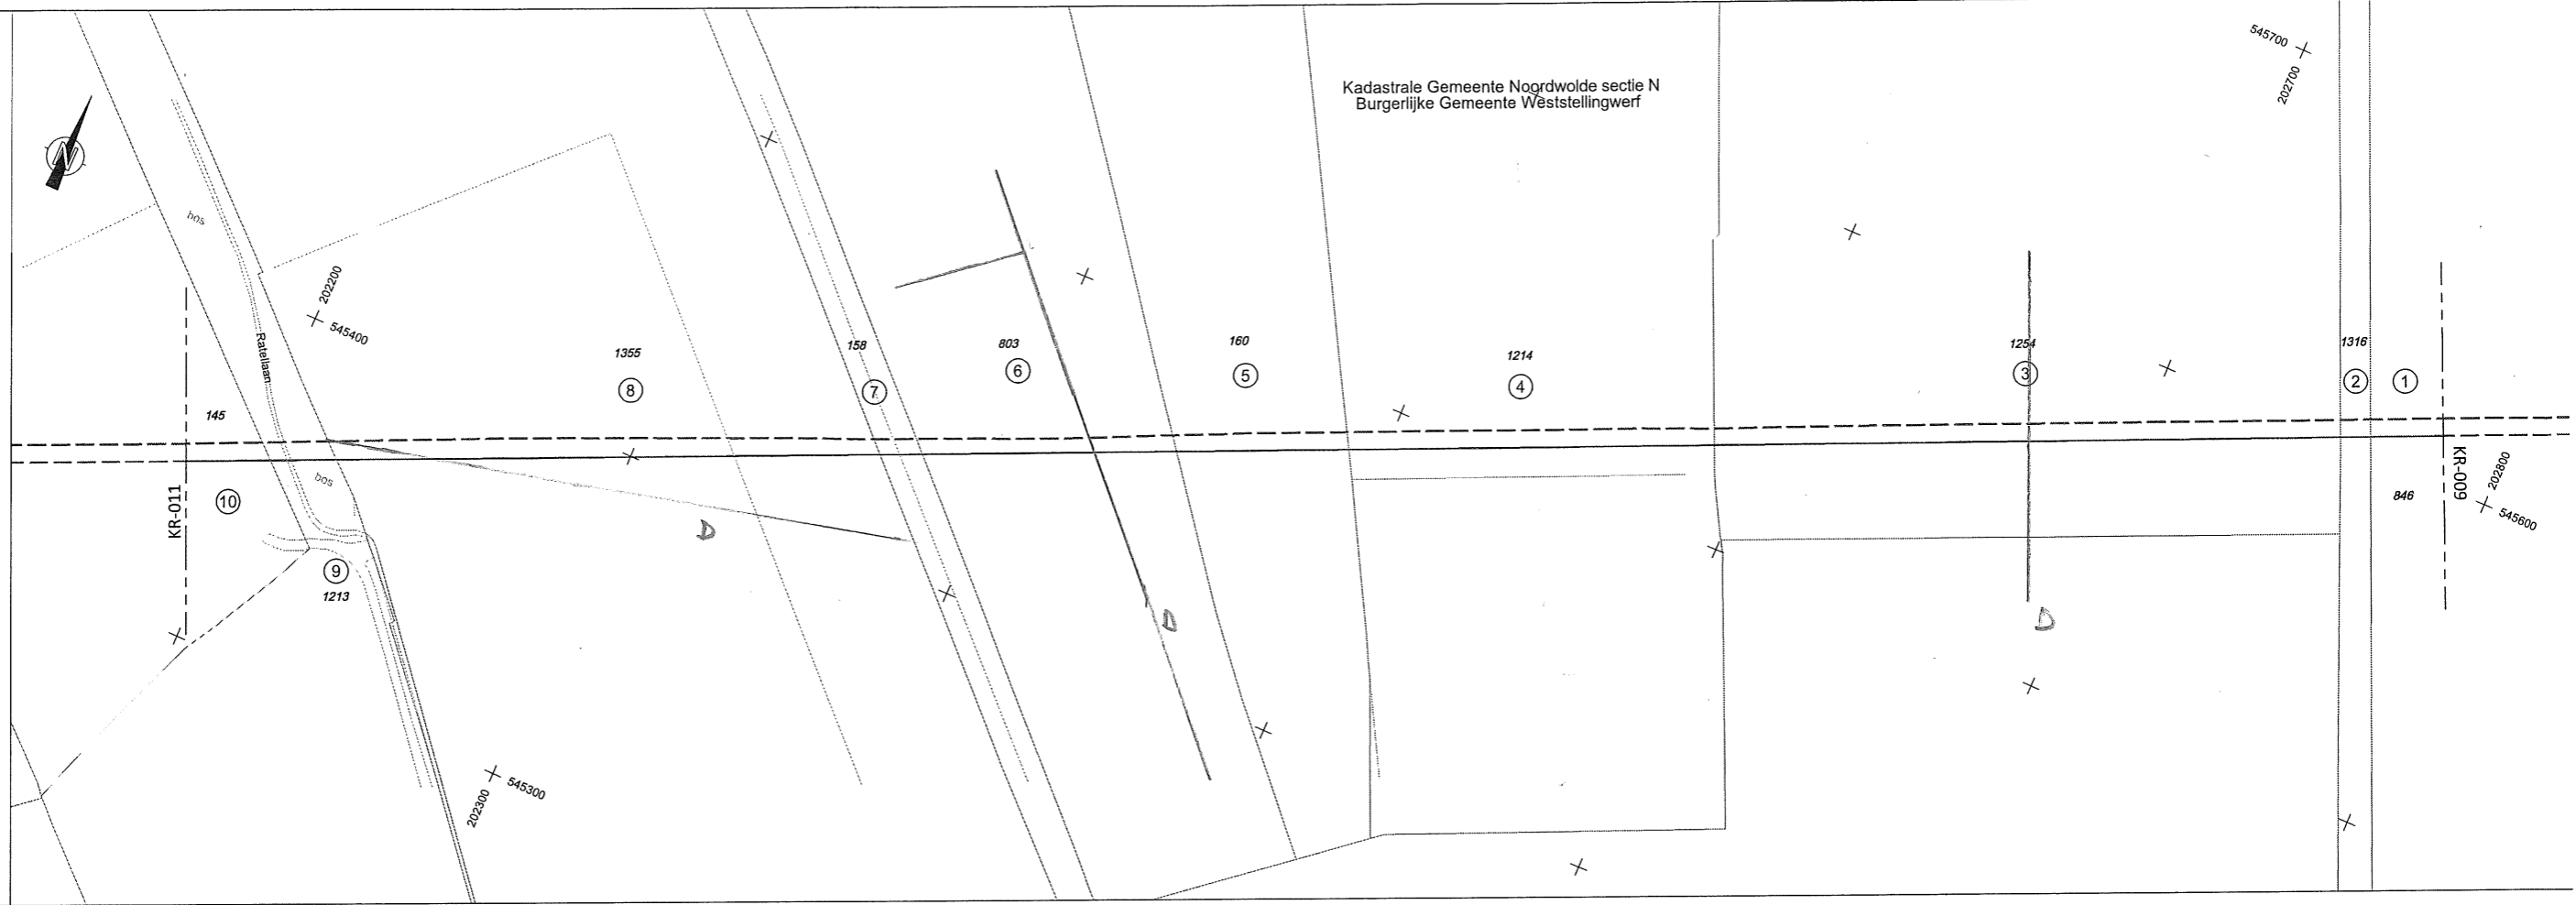 Kadastrale Gemeente Noordwolde sectie N
Burgerlijke Gemeente Weststellingwerf
545700
202700
N
bos
202200
545400
Ratellaan
1355
158
803
160
1214
1254
1316
8
7
6
5
4
3
2
1
145
KR-011
10
bos
D
9
1213
D
D
KR-009
202800
846
545600
202300
545300